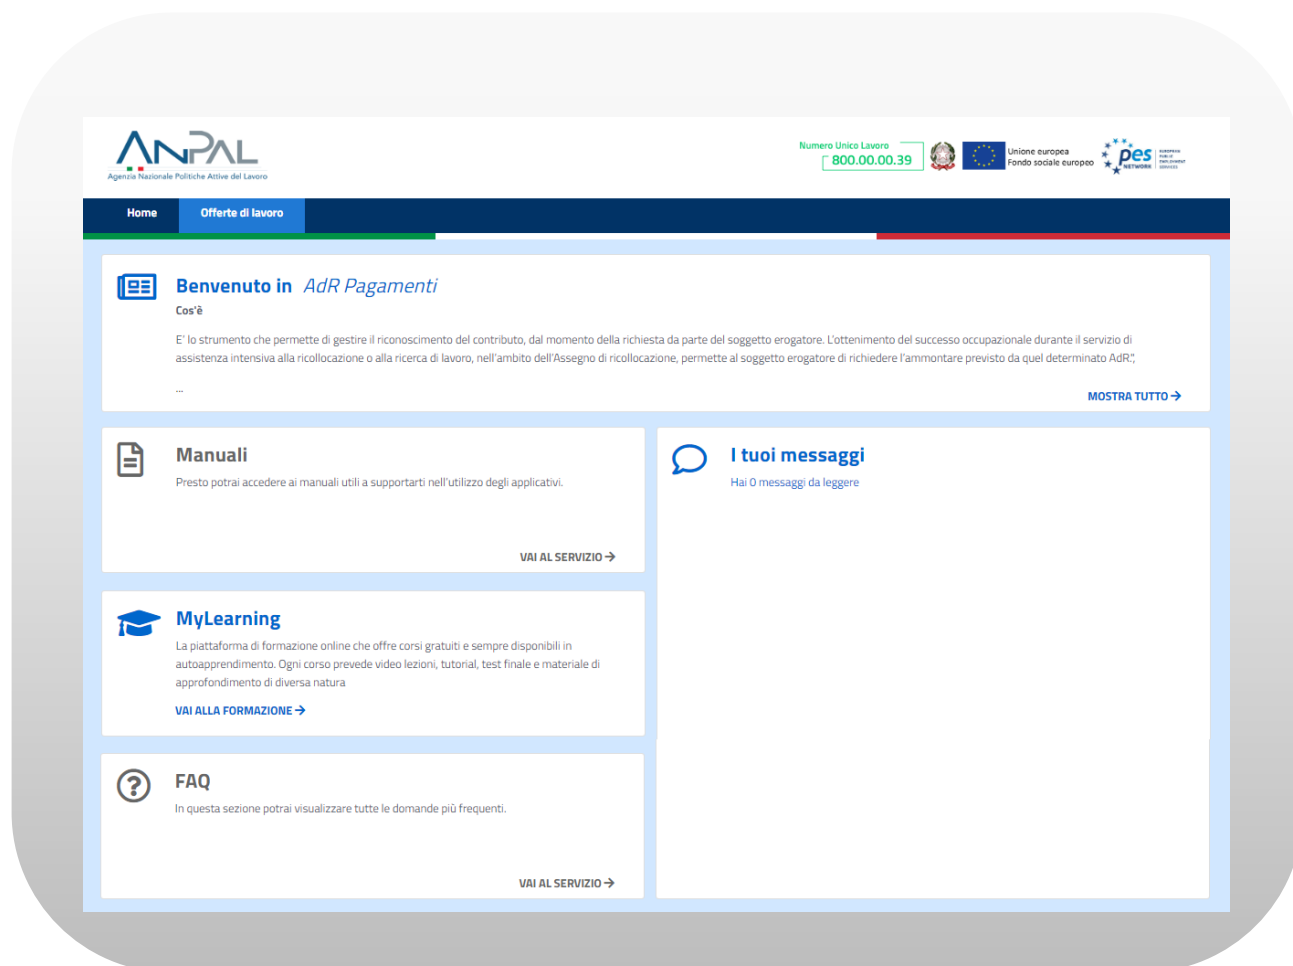 ANPAL
Agenzia Nazionale Politiche Attive del Lavoro
Numero Unico Lavoro
800.00.00.39
Unione europea
Fondo sociale europeo
pes
NETWORK
EUROPEAN
PUBLIC
EMPLOYMENT
SERVICES
Home
Offerte di lavoro
Benvenuto in AdR Pagamenti
Cos'è
E' lo strumento che permette di gestire il riconoscimento del contributo, dal momento della richiesta da parte del soggetto erogatore. L'ottenimento del successo occupazionale durante il servizio di
assistenza intensiva alla ricollocazione o alla ricerca di lavoro, nell'ambito dell'Assegno di ricollocazione, permette al soggetto erogatore di richiedere l'ammontare previsto da quel determinato AdR.",
...
MOSTRA TUTTO
Manuali
Presto potrai accedere ai manuali utili a supportarti nell'utilizzo degli applicativi.
VAI AL SERVIZIO
I tuoi messaggi
Hai 0 messaggi da leggere
MyLearning
La piattaforma di formazione online che offre corsi gratuiti e sempre disponibili in
autoapprendimento. Ogni corso prevede video lezioni, tutorial, test finale e materiale di
approfondimento di diversa natura
VAI ALLA FORMAZIONE
FAQ
In questa sezione potrai visualizzare tutte le domande più frequenti.
VAI AL SERVIZIO